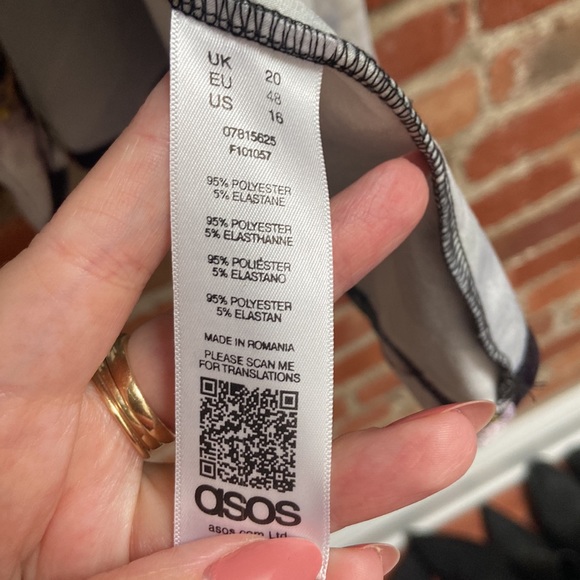 UK 20
EU 48
US 16
07815625
F101057
95% POLYESTER
5% ELASTANE
95% POLYESTER
5% ELASTHANNE
95% POLIÉSTER
5% ELASTANO
95% POLYESTER
5% ELASTAN
MADE IN ROMANIA
PLEASE SCAN ME
FOR TRANSLATIONS
asos
asos.com Ltd